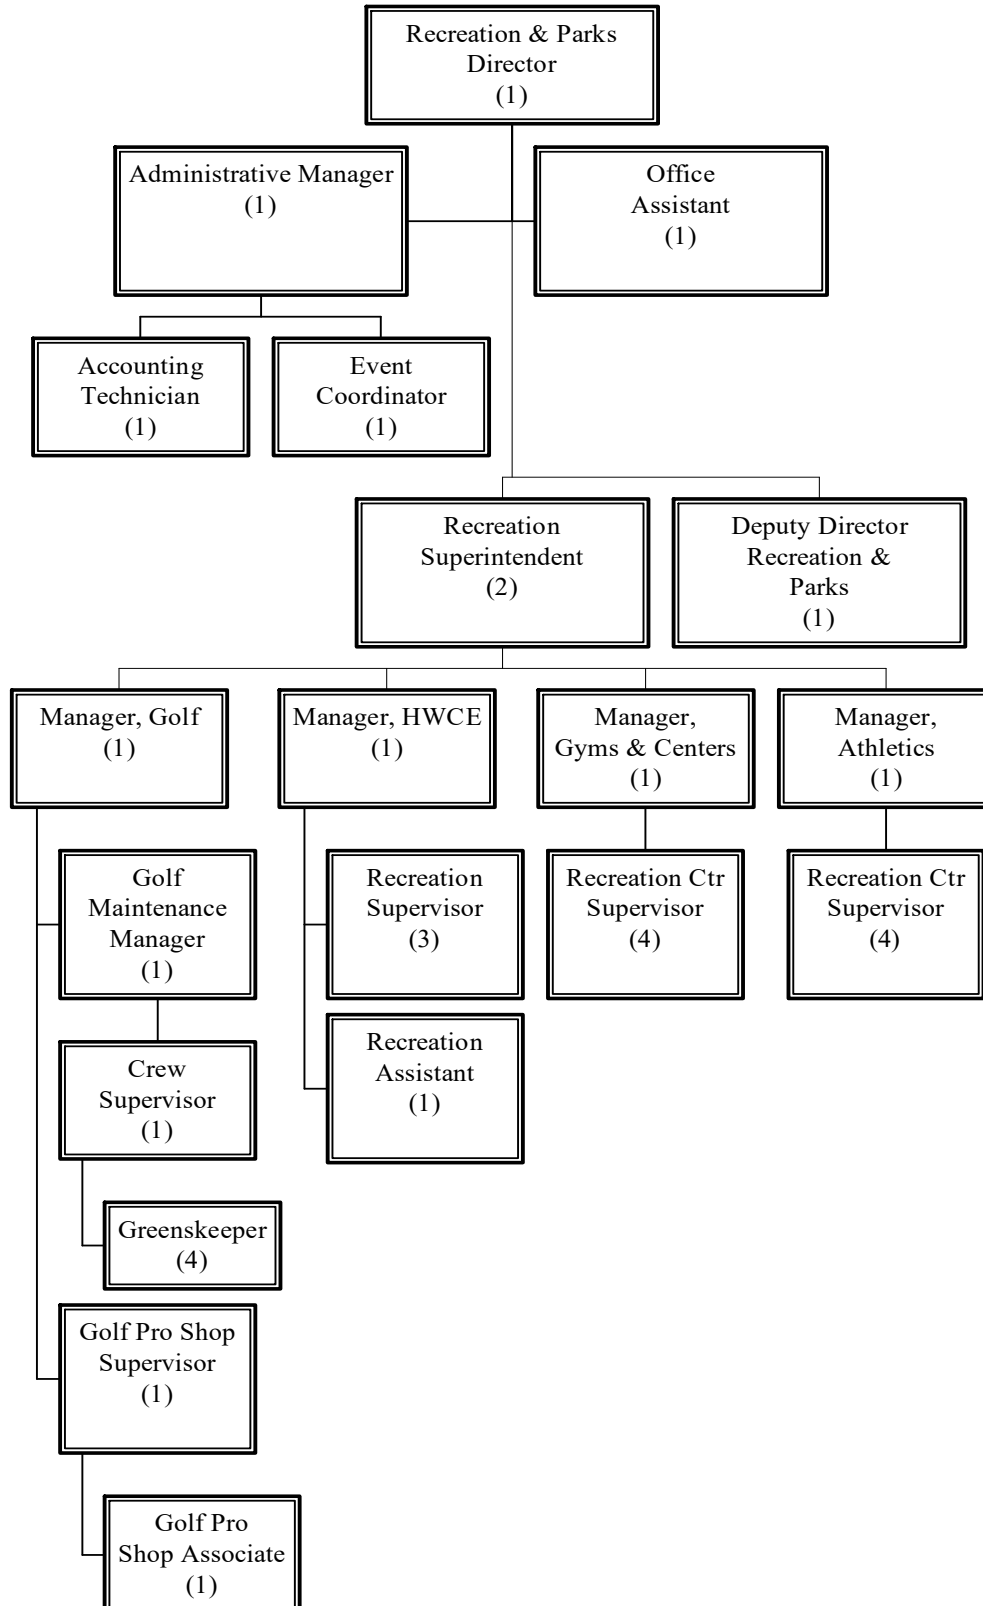 Recreation & Parks
Director
(1)
Administrative Manager
(1)
Office
Assistant
(1)
Accounting
Technician
(1)
Event
Coordinator
(1)
Recreation
Superintendent
(2)
Deputy Director
Recreation &
Parks
(1)
Manager, Golf
(1)
Manager, HWCE
(1)
Manager,
Gyms & Centers
(1)
Manager,
Athletics
(1)
Golf
Maintenance
Manager
(1)
Recreation
Supervisor
(3)
Recreation Ctr
Supervisor
(4)
Recreation Ctr
Supervisor
(4)
Crew
Supervisor
(1)
Recreation
Assistant
(1)
Greenskeeper
(4)
Golf Pro Shop
Supervisor
(1)
Golf Pro
Shop Associate
(1)